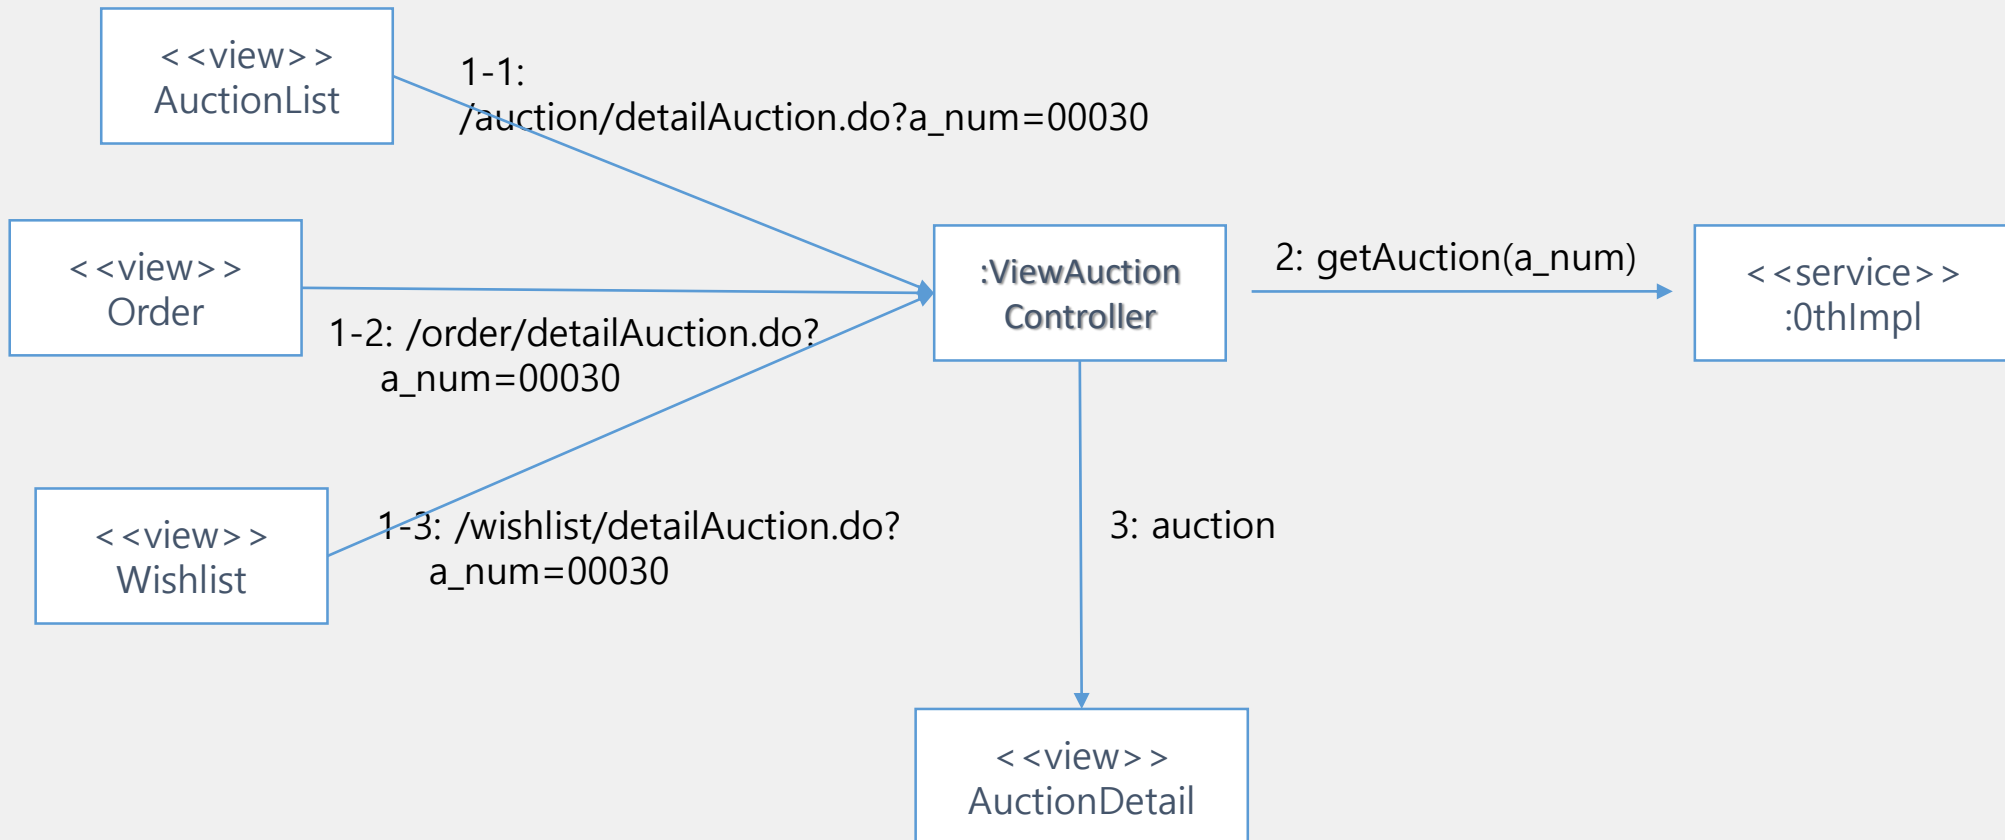 <<view>>
AuctionList
1-1:
/auction/detailAuction.do?a_num=00030
<<view>>
Order
1-2: /order/detailAuction.do?
a_num=00030
:ViewAuction
Controller
2: getAuction(a_num)
<<service>>
:0thImpl
<<view>>
Wishlist
1-3: /wishlist/detailAuction.do?
a_num=00030
3: auction
<<view>>
AuctionDetail